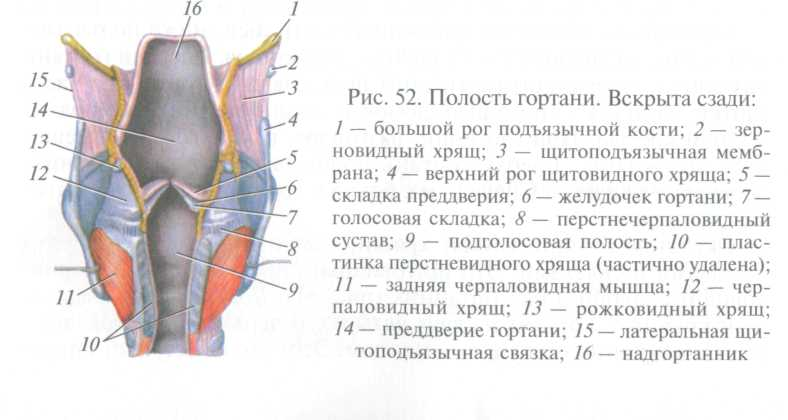 16
1
2
3
4
15
14
13
12
5
6
7
8
9
11
10
Рис. 52. Полость гортани. Вскрыта сзади:
1 — большой рог подъязычной кости; 2 — зер-
новидный хрящ; 3 — щитоподъязычная мемб-
рана; 4 — верхний рог щитовидного хряща; 5 —
складка преддверия; 6 — желудочек гортани; 7 —
голосовая складка; 8 — перстнечерпаловидный
сустав; 9 — подголосовая полость; 10 — плас-
тинка перстневидного хряща (частично удалена);
11 — задняя черпаловидная мышца; 12 — чер-
паловидный хрящ; 13 — рожковидный хрящ;
14 — преддверие гортани; 15 — латеральная щи-
топодъязычная связка; 16 — надгортанник